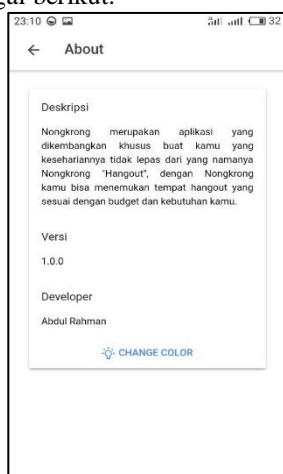 23:10 32
← About
Deskripsi
Nongkrong merupakan aplikasi yang
dikembangkan khusus buat kamu yang
kesehariannya tidak lepas dari yang namanya
Nongkrong "Hangout", dengan Nongkrong
kamu bisa menemukan tempat hangout yang
sesuai dengan budget dan kebutuhan kamu.
Versi
1.0.0
Developer
Abdul Rahman
CHANGE COLOR